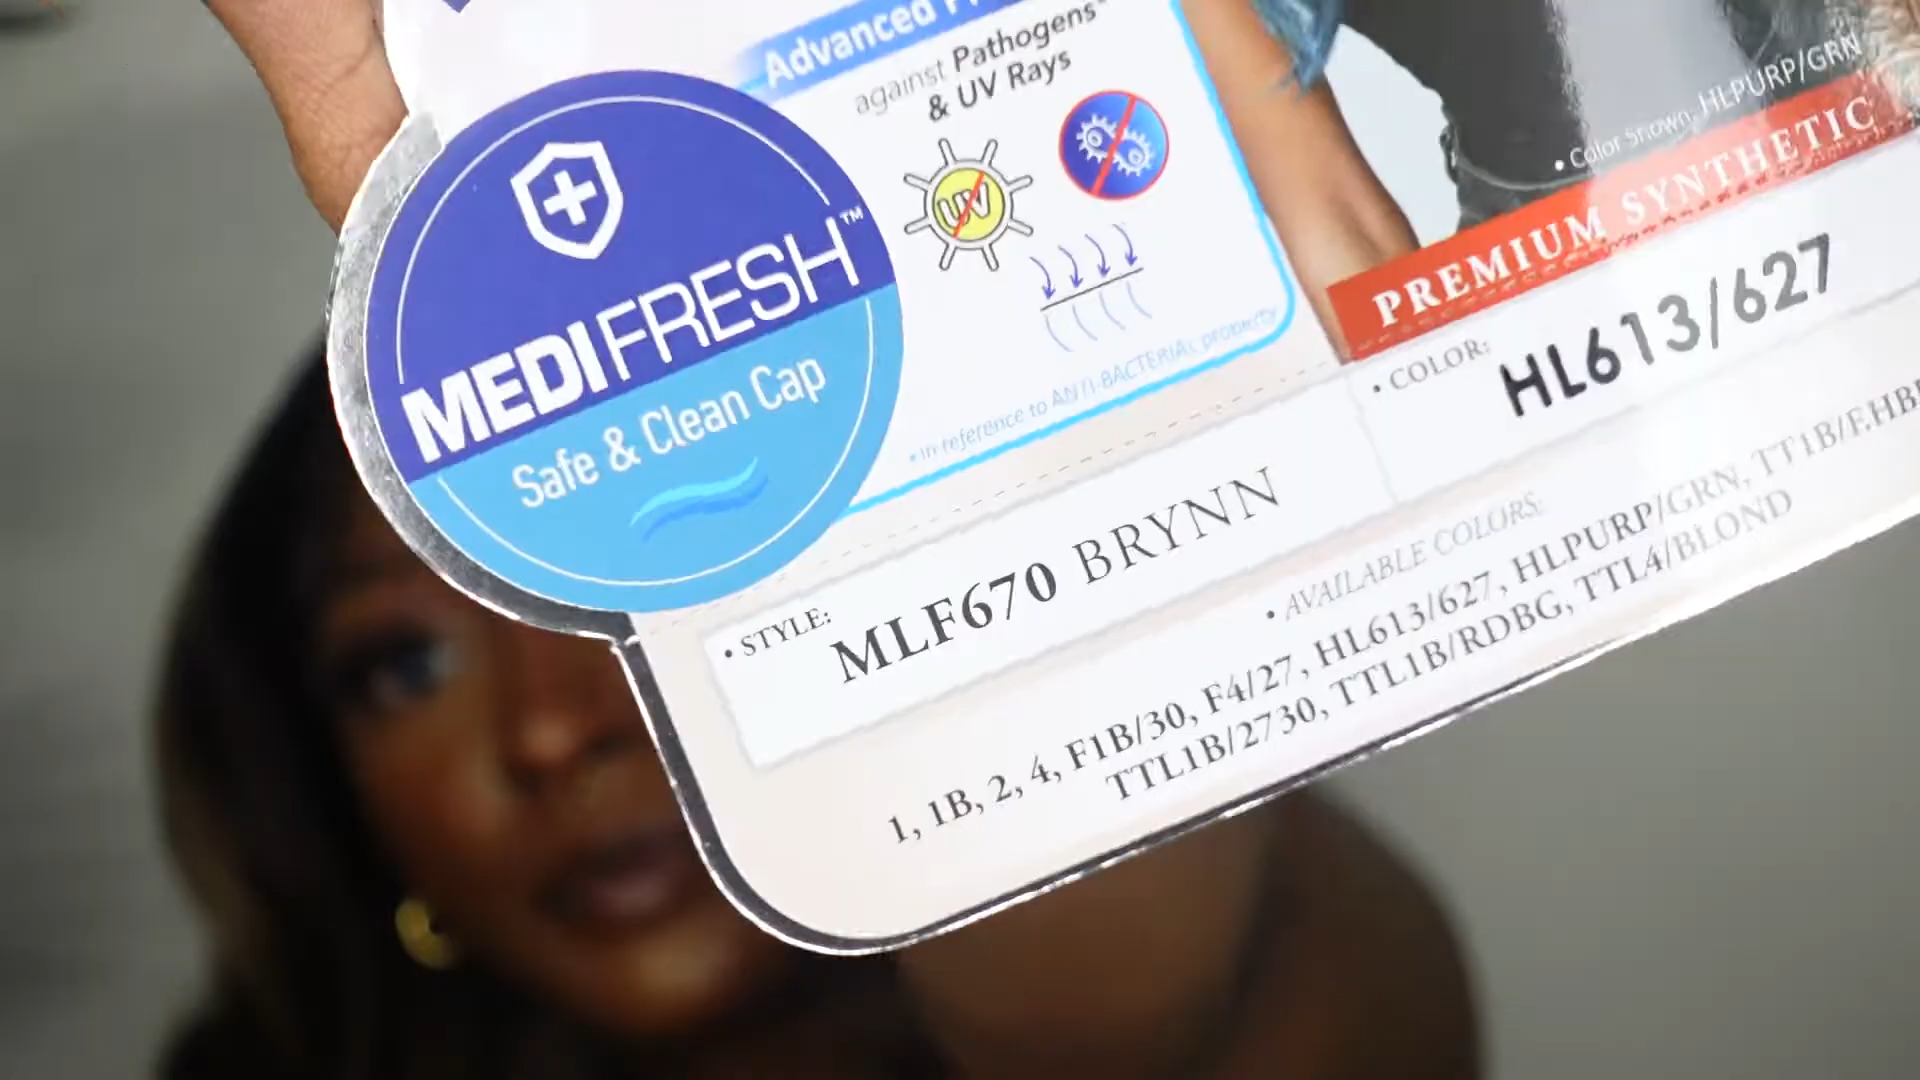 Advanced
against Pathogens*
& UV Rays
UV
MEDIFRESH™
Safe & Clean Cap
*In reference to ANTI-BACTERIAL property
• Color Shown: HLPURP/GRN
PREMIUM SYNTHETIC
• COLOR: HL613/627
• STYLE: MLF670 BRYNN
• AVAILABLE COLORS:
1, 1B, 2, 4, F1B/30, F4/27, HL613/627, HLPURP/GRN,
TTL1B/2730, TTL1B/RDBG, TTL4/BLOND